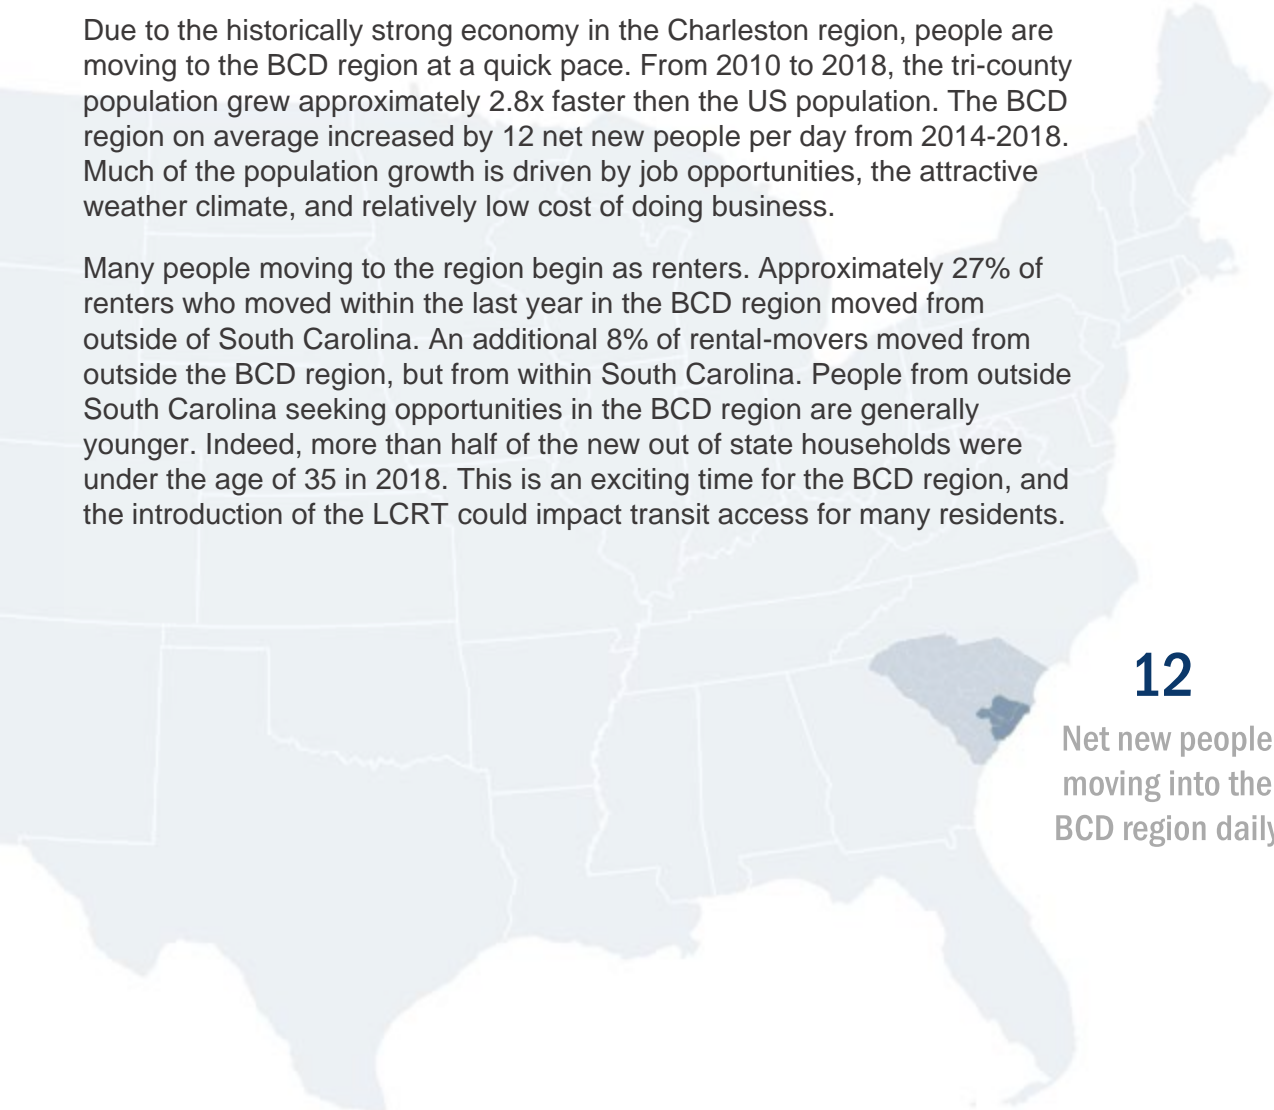 Due to the historically strong economy in the Charleston region, people are
moving to the BCD region at a quick pace. From 2010 to 2018, the tri-county
population grew approximately 2.8x faster then the US population. The BCD
region on average increased by 12 net new people per day from 2014-2018.
Much of the population growth is driven by job opportunities, the attractive
weather climate, and relatively low cost of doing business.
Many people moving to the region begin as renters. Approximately 27% of
renters who moved within the last year in the BCD region moved from
outside of South Carolina. An additional 8% of rental-movers moved from
outside the BCD region, but from within South Carolina. People from outside
South Carolina seeking opportunities in the BCD region are generally
younger. Indeed, more than half of the new out of state households were
under the age of 35 in 2018. This is an exciting time for the BCD region, and
the introduction of the LCRT could impact transit access for many residents.
12
Net new people
moving into the
BCD region daily